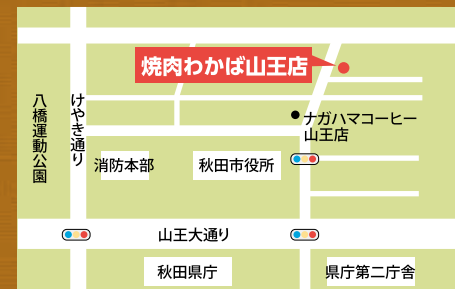 焼肉わかば山王店
八橋運動公園
けやき通り
ナガハマコーヒー
山王店
消防本部
秋田市役所
山王大通り
秋田県庁
県庁第二庁舎